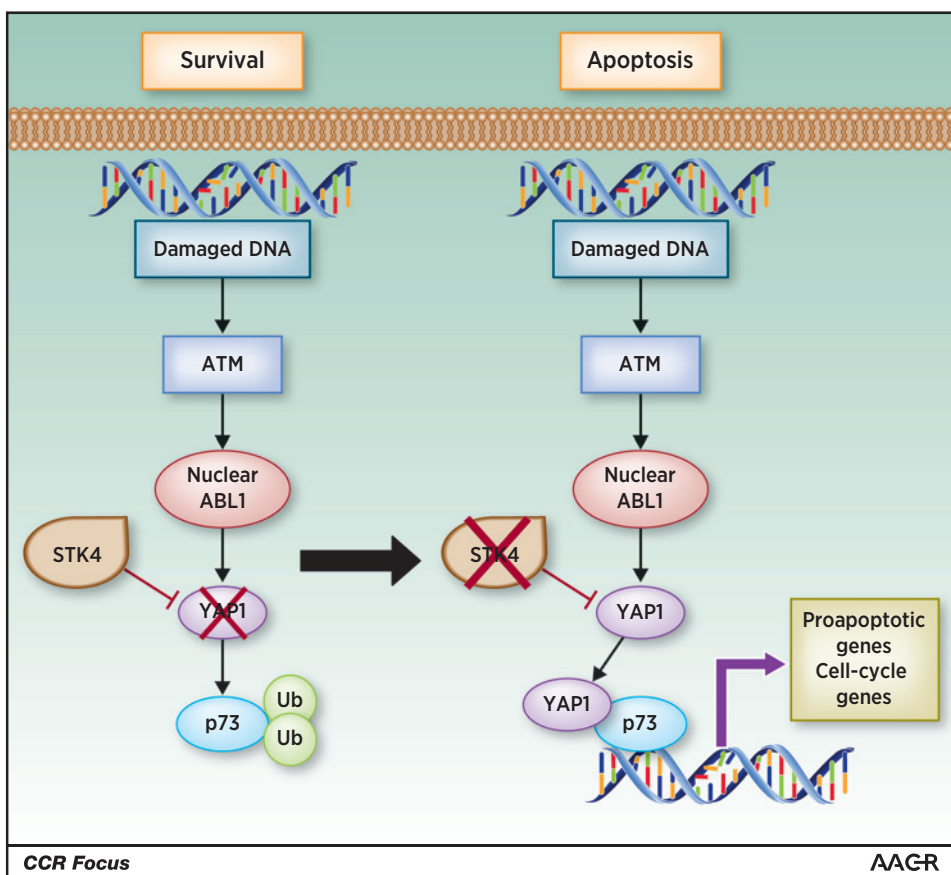 Survival
Damaged DNA
ATM
Nuclear
ABL1
STK4
YAP1
p73
Ub
Ub
Apoptosis
Damaged DNA
ATM
Nuclear
ABL1
STK4
YAP1
YAP1
p73
Proapoptotic
genes
Cell-cycle
genes
CCR Focus
AACR